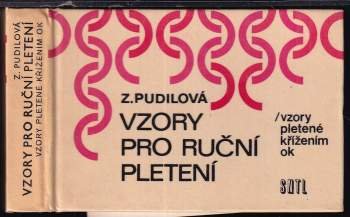 Z. PUDILOVÁ
VZORY PRO RUČNÍ PLETENÍ
VZORY PLETENÉ KŘÍŽENÍM OK
Z. PUDILOVÁ
VZORY
PRO RUČNÍ
PLETENÍ
/vzory
pletené
křížením
ok
SNTL